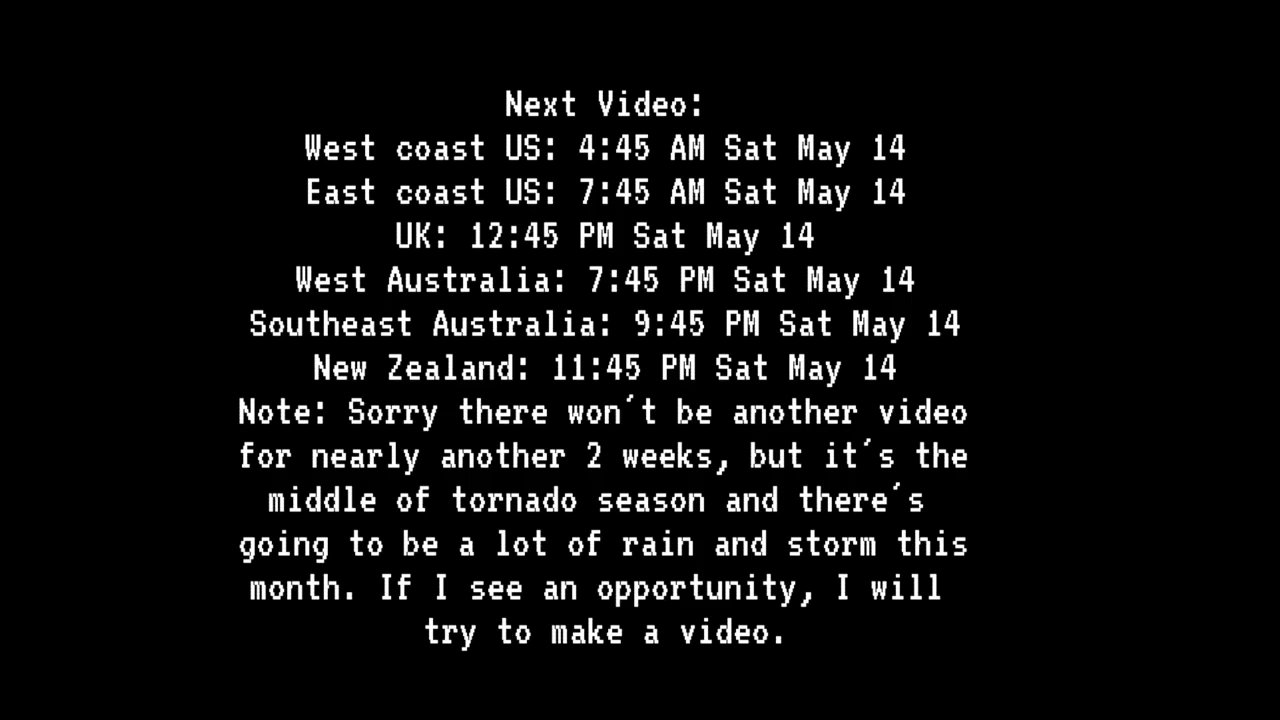 Next Video:
West coast US: 4:45 AM Sat May 14
East coast US: 7:45 AM Sat May 14
UK: 12:45 PM Sat May 14
West Australia: 7:45 PM Sat May 14
Southeast Australia: 9:45 PM Sat May 14
New Zealand: 11:45 PM Sat May 14
Note: Sorry there won´t be another video
for nearly another 2 weeks, but it´s the
middle of tornado season and there´s
going to be a lot of rain and storm this
month. If I see an opportunity, I will
try to make a video.